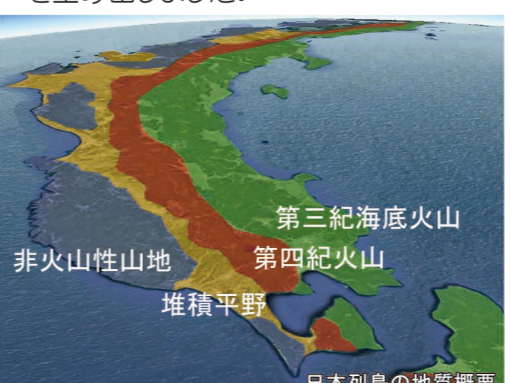 第三紀海底火山
非火山性山地
第四紀火山
堆積平野
日本列島の地質概要